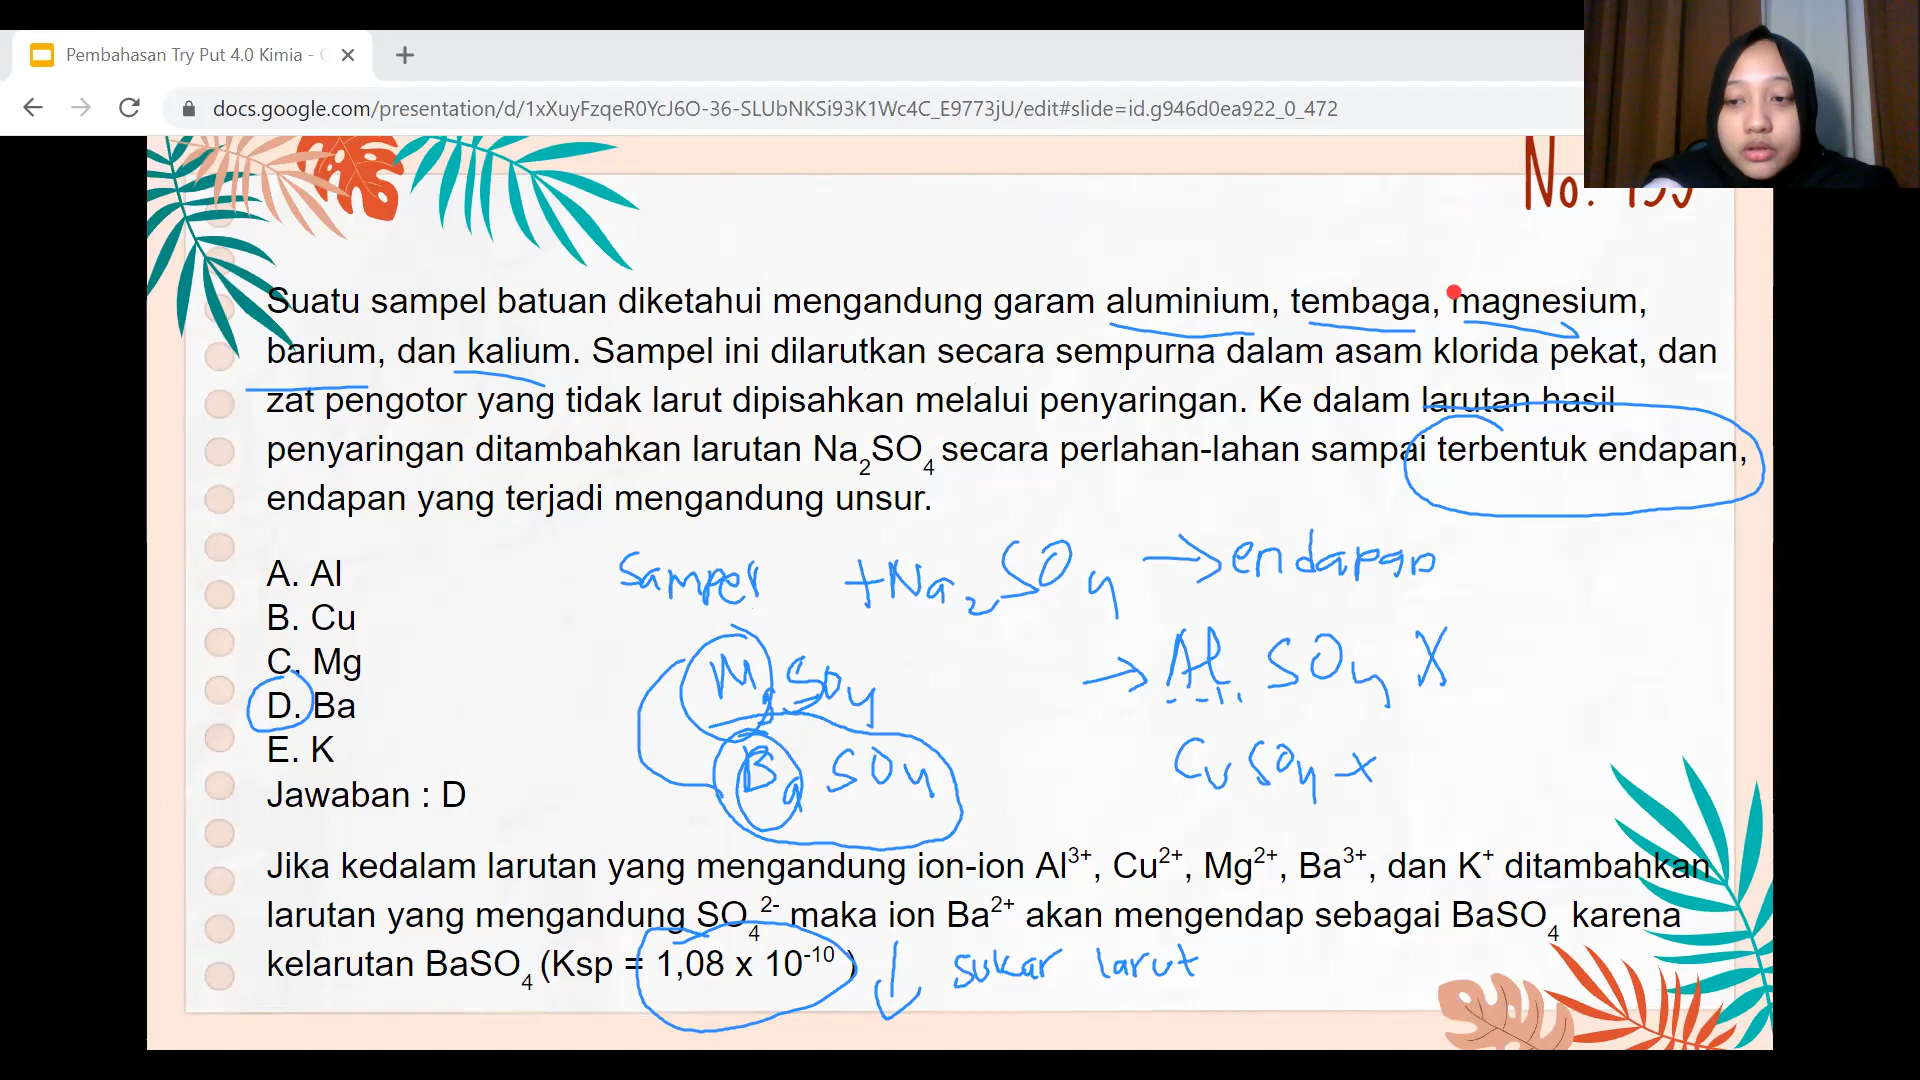 Pembahasan Try Put 4.0 Kimia -
docs.google.com/presentation/d/1xXuyFzqeR0YcJ6O-36-SLUbNKSi93K1Wc4C_E9773jU/edit#slide=id.g946d0ea922_0_472
No.
Suatu sampel batuan diketahui mengandung garam aluminium, tembaga, magnesium,
barium, dan kalium. Sampel ini dilarutkan secara sempurna dalam asam klorida pekat, dan
zat pengotor yang tidak larut dipisahkan melalui penyaringan. Ke dalam larutan hasil
penyaringan ditambahkan larutan Na₂SO₄ secara perlahan-lahan sampai terbentuk endapan,
endapan yang terjadi mengandung unsur.
Sampel +Na₂SO₄ → endapan
A. Al
B. Cu
C. Mg
D. Ba
E. K
Jawaban : D
MgSO₄
BaSO₄
→ Al SO₄ X
CuSO₄ - x
Jika kedalam larutan yang mengandung ion-ion Al³⁺, Cu²⁺, Mg²⁺, Ba³⁺, dan K⁺ ditambahkan
larutan yang mengandung SO₄²⁻ maka ion Ba²⁺ akan mengendap sebagai BaSO₄ karena
kelarutan BaSO₄ (Ksp = 1,08 x 10⁻¹⁰ ) ↓ sukar larut